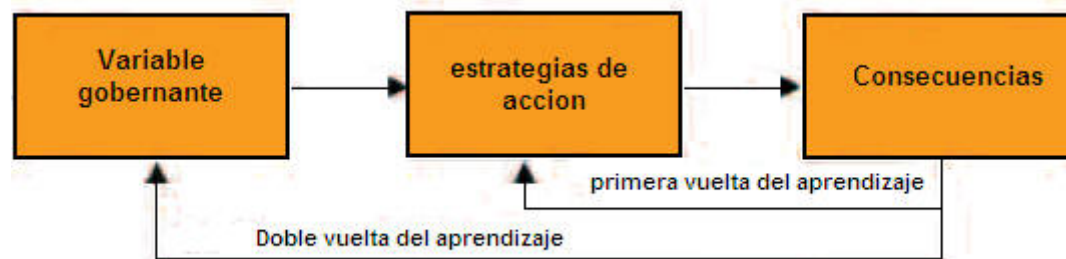 Variable
gobernante
estrategias de
accion
Consecuencias
primera vuelta del aprendizaje
Doble vuelta del aprendizaje